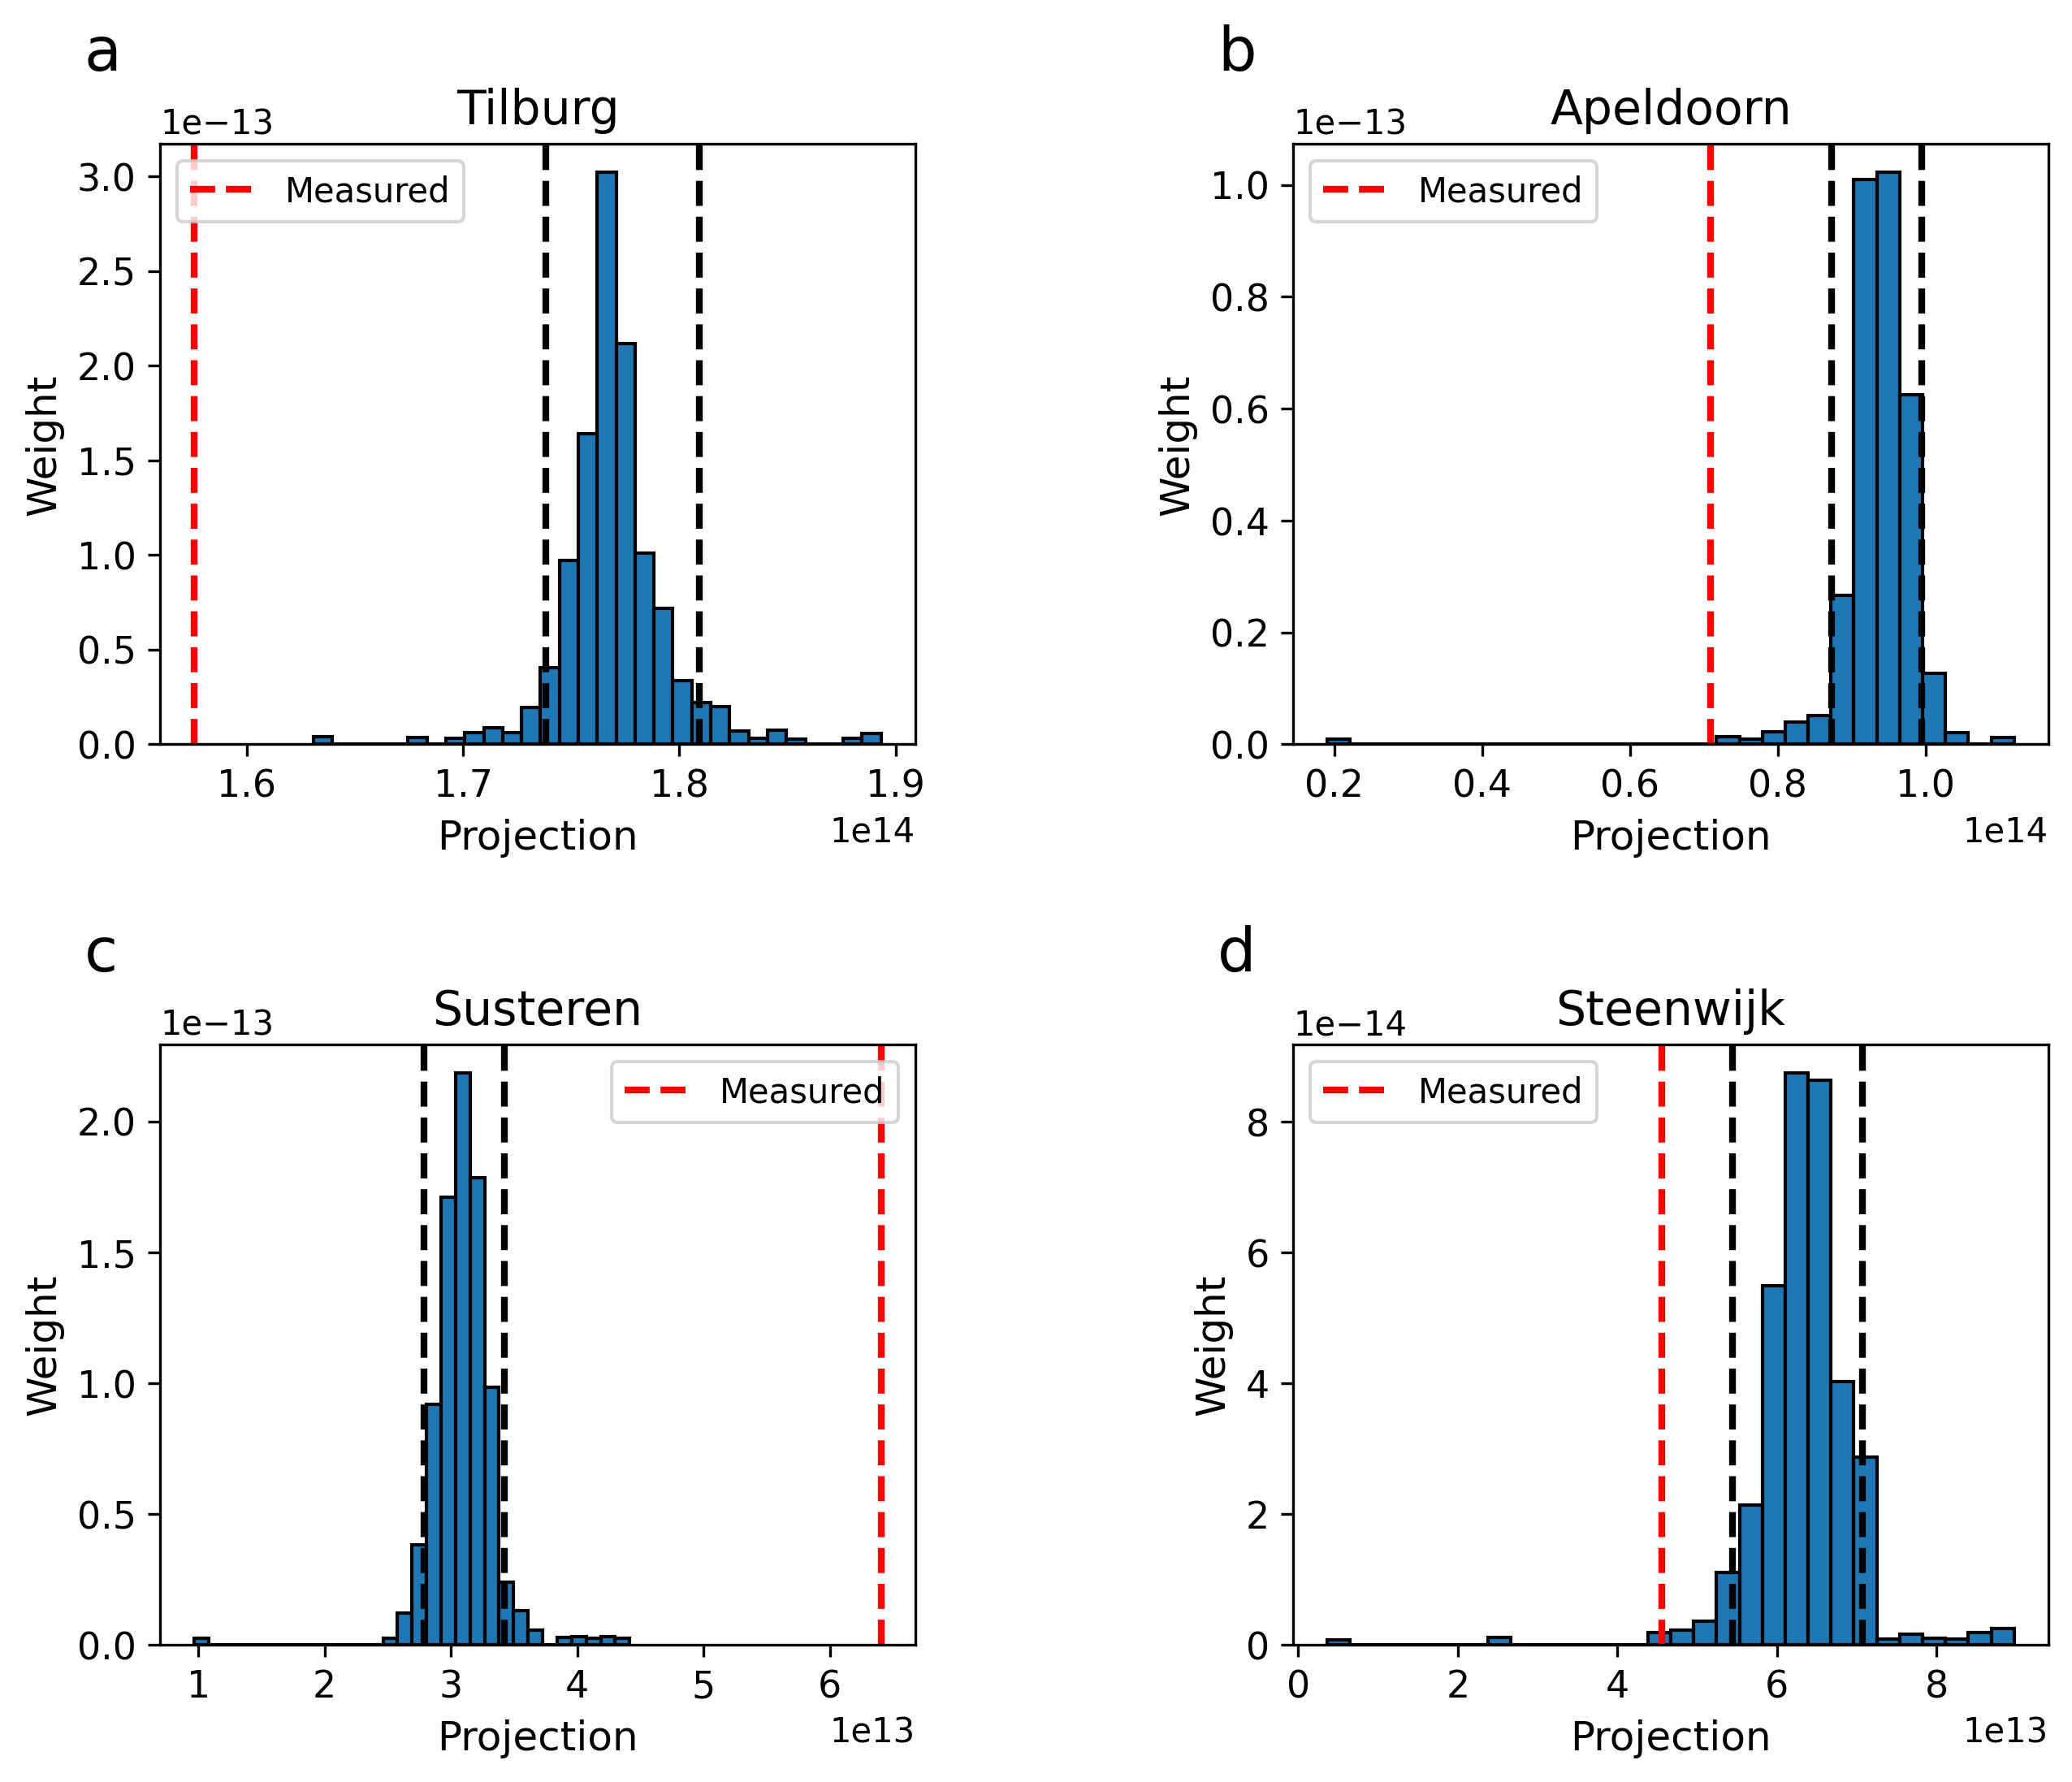 a
Tilburg
1e−13
Measured
3.0
2.5
2.0
1.5
1.0
0.5
0.0
Weight
1.6 1.7 1.8 1.9
Projection
1e14
b
Apeldoorn
1e−13
Measured
1.0
0.8
0.6
0.4
0.2
0.0
Weight
0.2 0.4 0.6 0.8 1.0
Projection
1e14
c
Susteren
1e−13
Measured
2.0
1.5
1.0
0.5
0.0
Weight
1 2 3 4 5 6
Projection
1e13
d
Steenwijk
1e−14
Measured
8
6
4
2
0
Weight
0 2 4 6 8
Projection
1e13